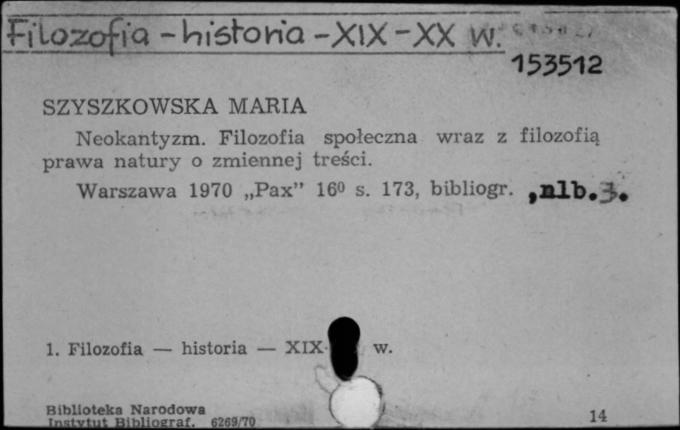 Filozofia - historia - XIX - XX w.
153512
SZYSZKOWSKA MARIA
Neokantyzm. Filozofia społeczna wraz z filozofią
prawa natury o zmiennej treści.
Warszawa 1970 „Pax” 16⁰ s. 173, bibliogr. ,nlb.3.
1. Filozofia — historia — XIX w.
Biblioteka Narodowa
Instytut Bibliograf. 6269/70
14